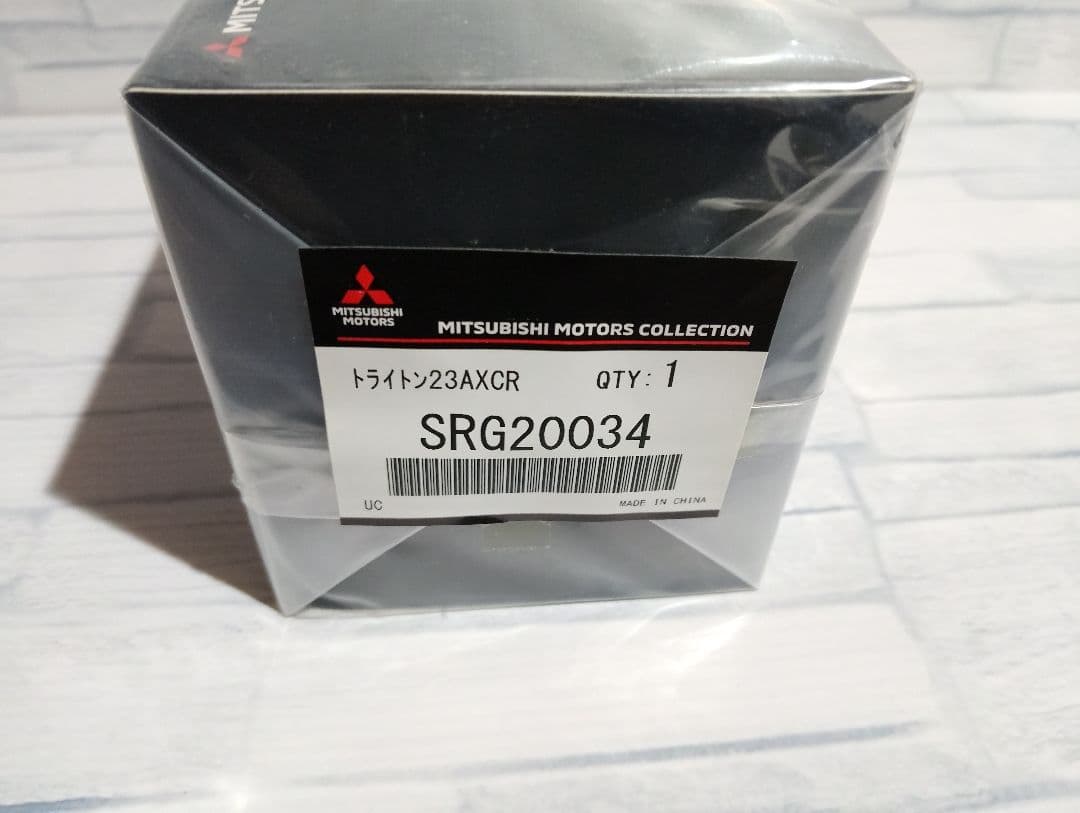 MITS
MITSUBISHI
MOTORS
MITSUBISHI MOTORS COLLECTION
ﾄﾗｲﾄﾝ23AXCR QTY: 1
SRG20034
UC MADE IN CHINA